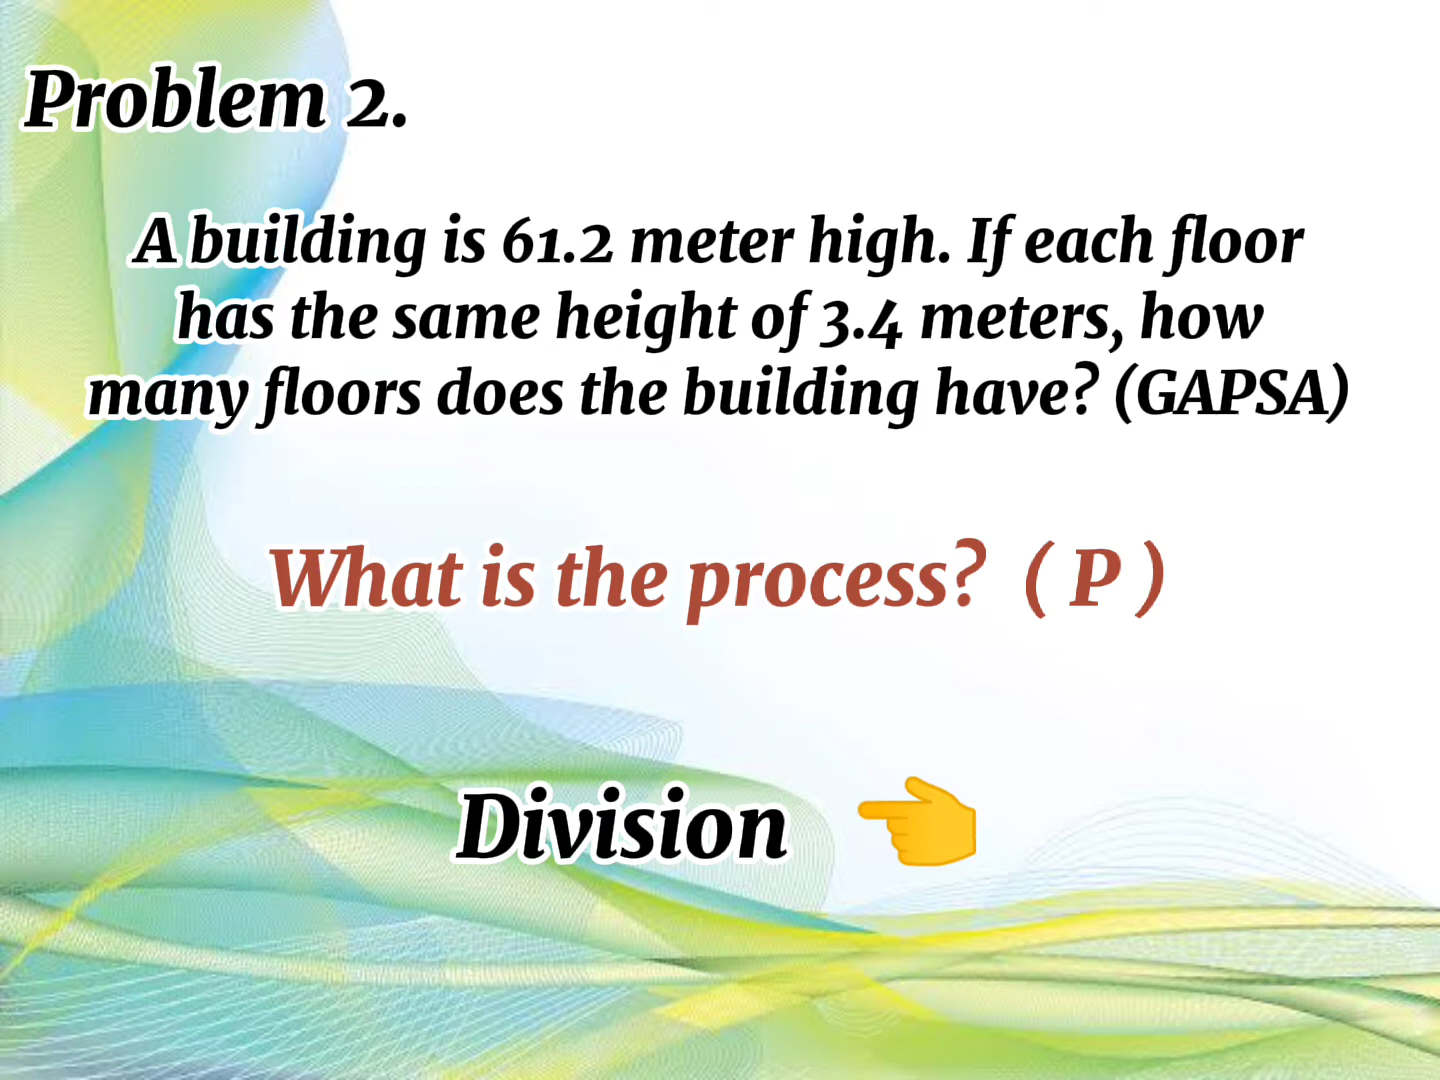 Problem 2.
A building is 61.2 meter high. If each floor
has the same height of 3.4 meters, how
many floors does the building have? (GAPSA)
What is the process? ( P )
Division